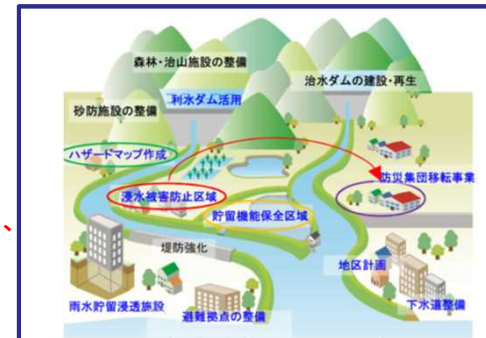 森林・治山施設の整備
治水ダムの建設・再生
利水ダム活用
砂防施設の整備
ハザードマップ作成
防災集団移転事業
浸水被害防止区域
貯留機能保全区域
堤防強化
地区計画
雨水貯留浸透施設
下水道整備
避難拠点の整備